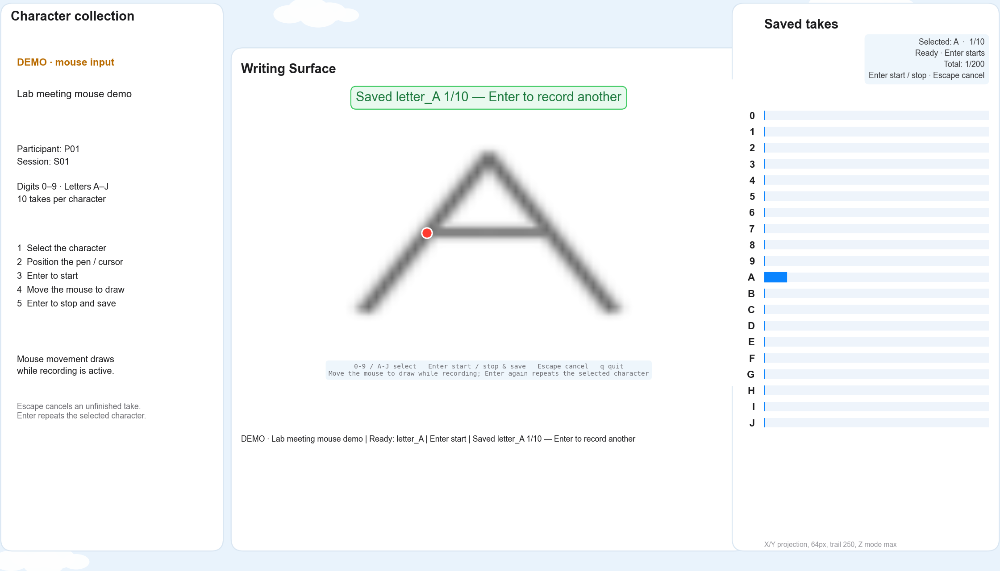 Character collection
DEMO · mouse input
Lab meeting mouse demo
Participant: P01
Session: S01
Digits 0–9 · Letters A–J
10 takes per character
1 Select the character
2 Position the pen / cursor
3 Enter to start
4 Move the mouse to draw
5 Enter to stop and save
Mouse movement draws
while recording is active.
Escape cancels an unfinished take.
Enter repeats the selected character.
Writing Surface
Saved letter_A 1/10 — Enter to record another
A
0-9 / A-J select Enter start / stop & save Escape cancel q quit
Move the mouse to draw while recording; Enter again repeats the selected character
DEMO · Lab meeting mouse demo | Ready: letter_A | Enter start | Saved letter_A 1/10 — Enter to record another
Saved takes
Selected: A · 1/10
Ready · Enter starts
Total: 1/200
Enter start / stop · Escape cancel
0
1
2
3
4
5
6
7
8
9
A
B
C
D
E
F
G
H
I
J
X/Y projection, 64px, trail 250, Z mode max